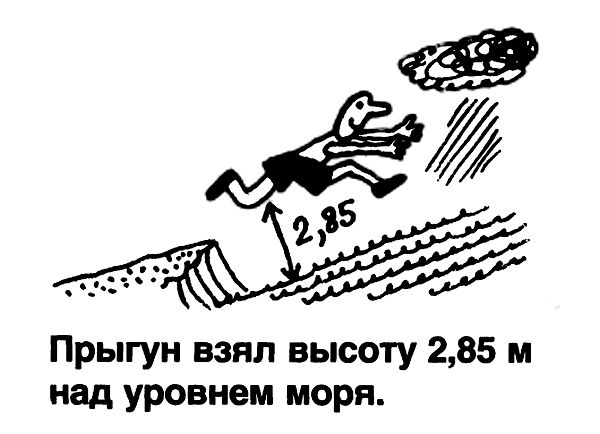 2,85
Прыгун взял высоту 2,85 м
над уровнем моря.